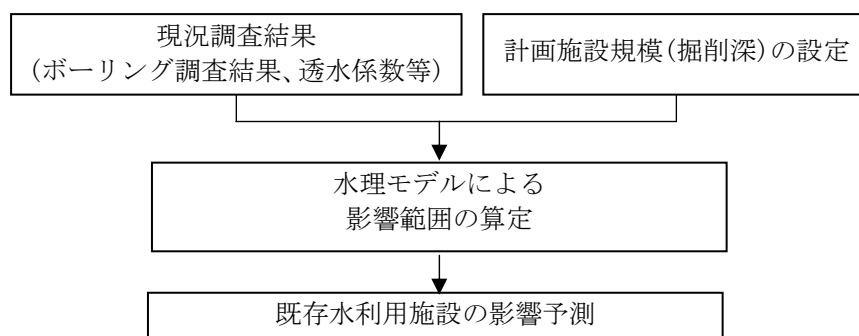 現況調査結果
(ボーリング調査結果、透水係数等)
計画施設規模(掘削深)の設定
水理モデルによる
影響範囲の算定
既存水利用施設の影響予測